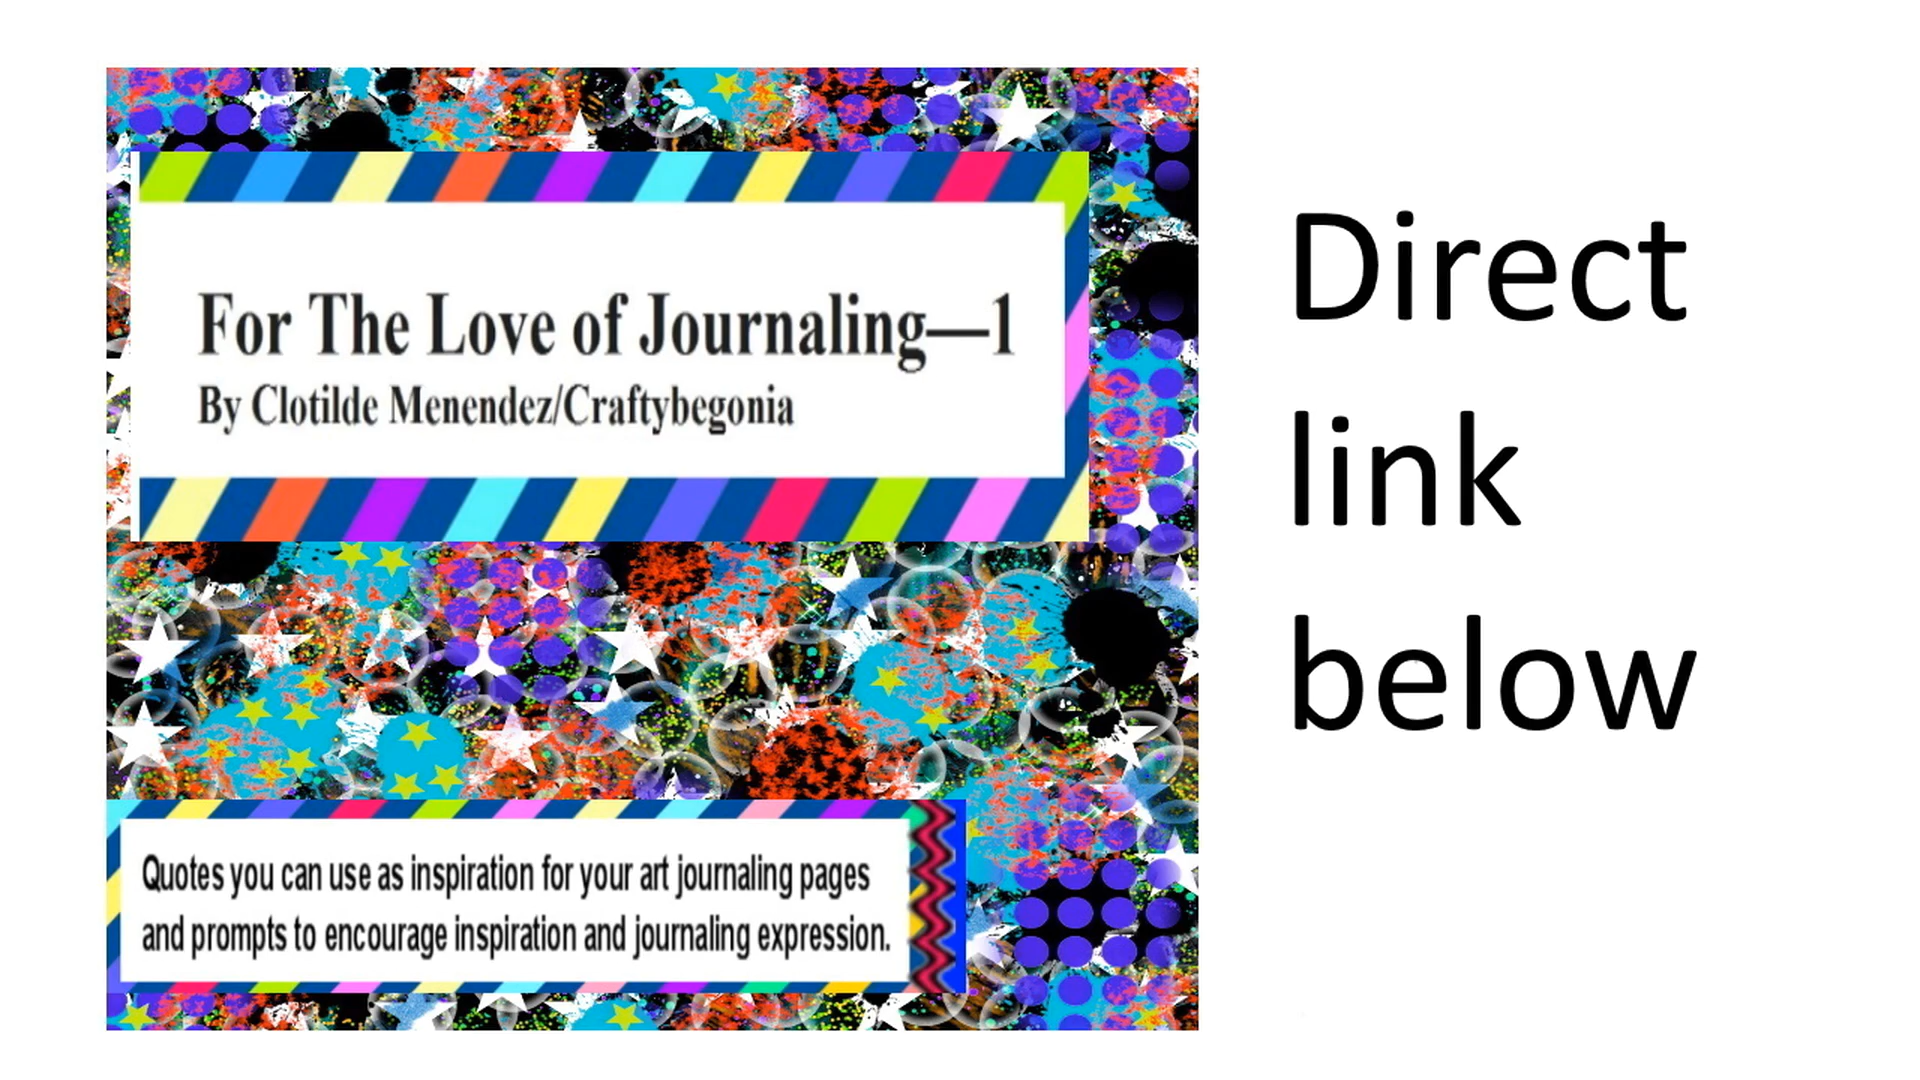 For The Love of Journaling—1
By Clotilde Menendez/Craftybegonia
Quotes you can use as inspiration for your art journaling pages
and prompts to encourage inspiration and journaling expression.
Direct
link
below